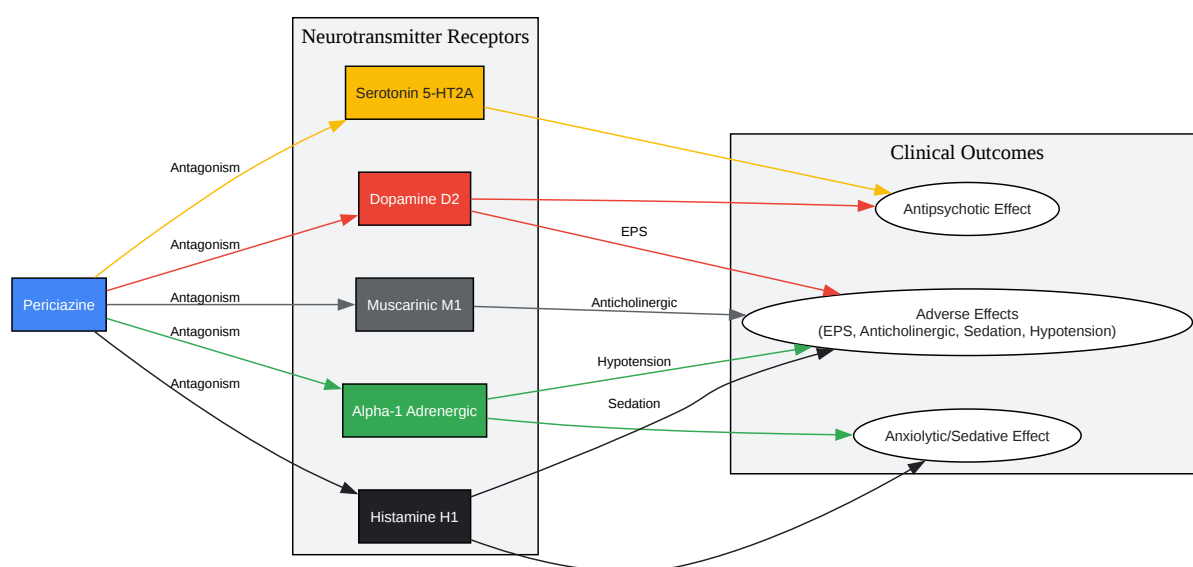 Neurotransmitter Receptors
Serotonin 5-HT2A
Clinical Outcomes
Antagonism
Dopamine D2
Antipsychotic Effect
EPS
Antagonism
Periciazine
Antagonism
Muscarinic M1
Anticholinergic
Adverse Effects
(EPS, Anticholinergic, Sedation, Hypotension)
Antagonism
Hypotension
Antagonism
Alpha-1 Adrenergic
Sedation
Anxiolytic/Sedative Effect
Histamine H1